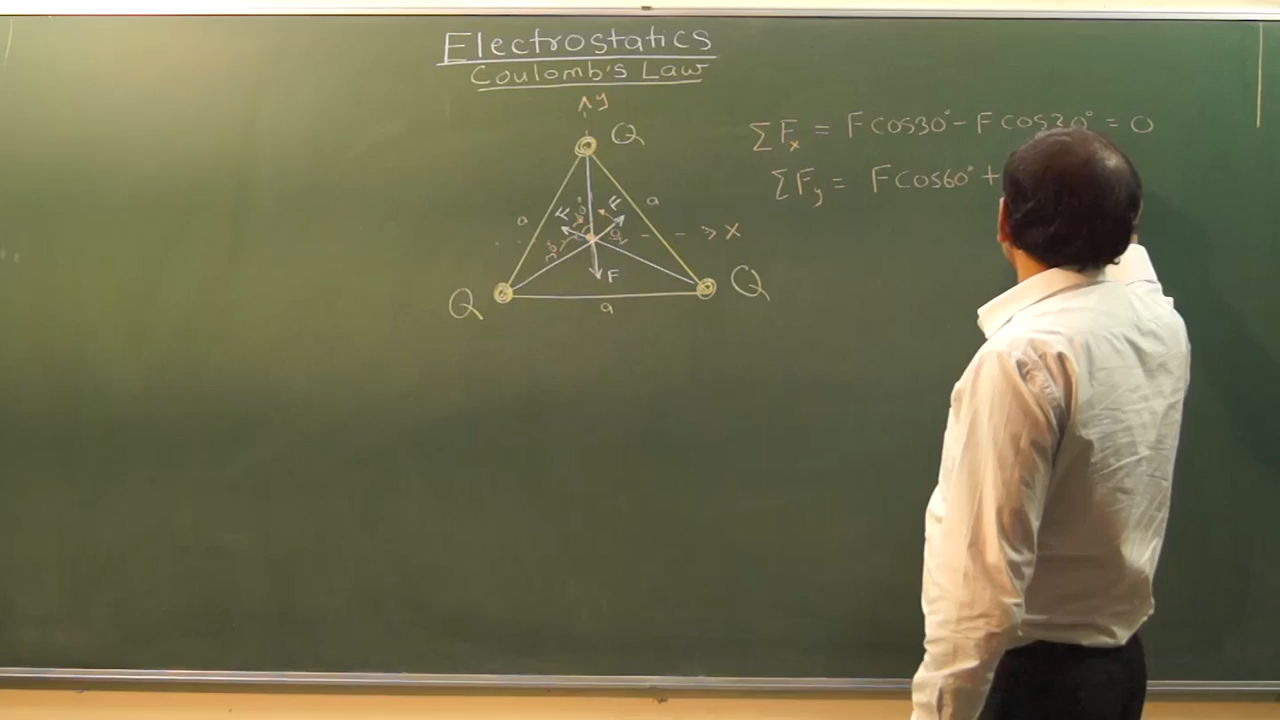 Electrostatics
Coulomb's Law
y
Q
ΣFx = Fcos30° - Fcos30° = 0
ΣFy = Fcos60° +
a
a
F
F
x
F
Q
Q
a